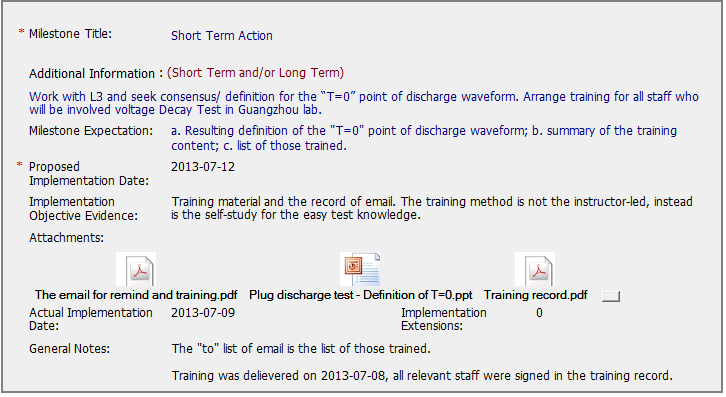 * Milestone Title: Short Term Action
Additional Information : (Short Term and/or Long Term)
Work with L3 and seek consensus/ definition for the “T=0” point of discharge waveform. Arrange training for all staff who
will be involved voltage Decay Test in Guangzhou lab.
Milestone Expectation: a. Resulting definition of the "T=0" point of discharge waveform; b. summary of the training
content; c. list of those trained.
* Proposed 2013-07-12
Implementation Date:
Implementation Training material and the record of email. The training method is not the instructor-led, instead
Objective Evidence: is the self-study for the easy test knowledge.
Attachments:
The email for remind and training.pdf Plug discharge test - Definition of T=0.ppt Training record.pdf
Actual Implementation 2013-07-09 Implementation 0
Date: Extensions:
General Notes: The "to" list of email is the list of those trained.
Training was delievered on 2013-07-08, all relevant staff were signed in the training record.